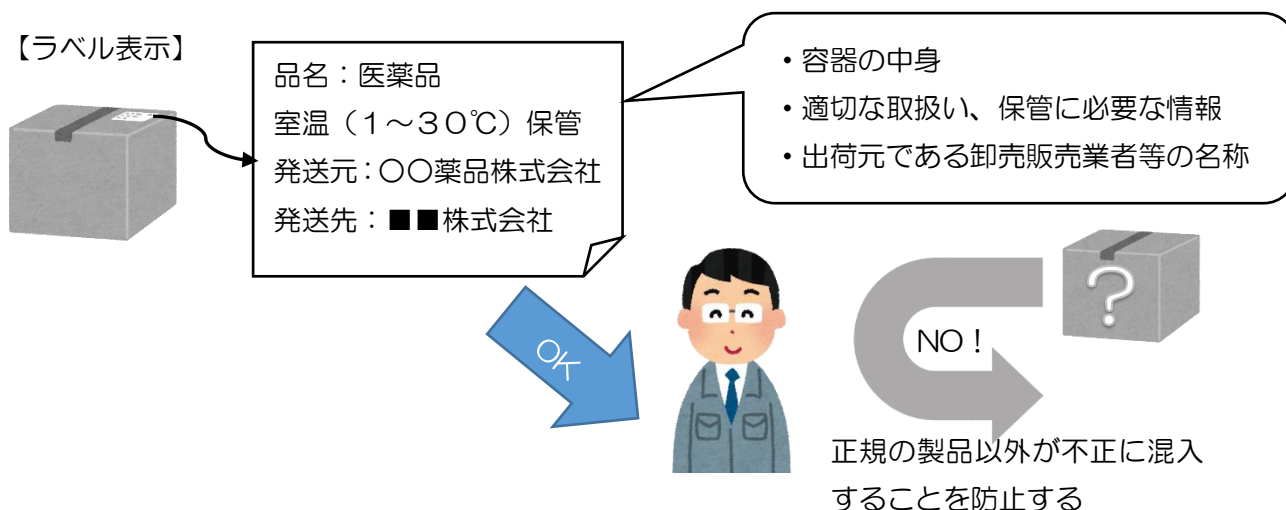 【ラベル表示】
品名：医薬品
室温（１～３０℃）保管
発送元：〇〇薬品株式会社
発送先：■■株式会社
・容器の中身
・適切な取扱い、保管に必要な情報
・出荷元である卸売販売業者等の名称
OK
?
NO！
正規の製品以外が不正に混入
することを防止する